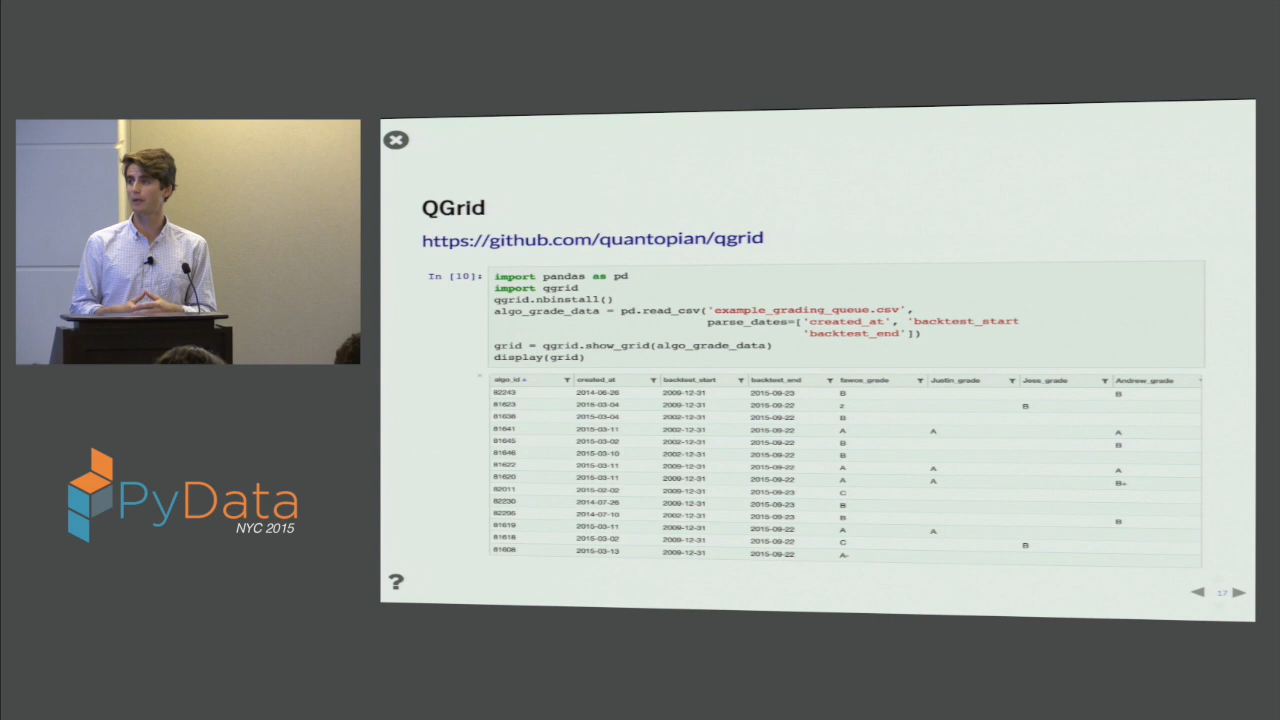 QGrid
https://github.com/quantopian/qgrid
In [10]: import pandas as pd
import qgrid
qgrid.nbinstall()
algo_grade_data = pd.read_csv('example_grading_queue.csv',
parse_dates=['created_at', 'backtest_start
'backtest_end'])
grid = qgrid.show_grid(algo_grade_data)
display(grid)
algo_id created_at backtest_start backtest_end fawce_grade Justin_grade Jess_grade Andrew_grade
82243 2014-06-26 2009-12-31 2015-09-23 B B
81623 2015-03-04 2009-12-31 2015-09-22 z B
81636 2015-03-04 2002-12-31 2015-09-22 B
81641 2015-03-11 2002-12-31 2015-09-22 A A A
81645 2015-03-02 2002-12-31 2015-09-22 B B
81646 2015-03-10 2002-12-31 2015-09-22 B
81622 2015-03-11 2009-12-31 2015-09-22 A A A
81620 2015-03-11 2009-12-31 2015-09-22 A A B+
82011 2015-02-02 2009-12-31 2015-09-23 C
82230 2014-07-26 2009-12-31 2015-09-23 B
82295 2014-07-10 2002-12-31 2015-09-23 B B
81619 2015-03-11 2009-12-31 2015-09-22 A A
81618 2015-03-02 2009-12-31 2015-09-22 C B
81608 2015-03-13 2009-12-31 2015-09-22 A-
?
17
PyData
NYC 2015